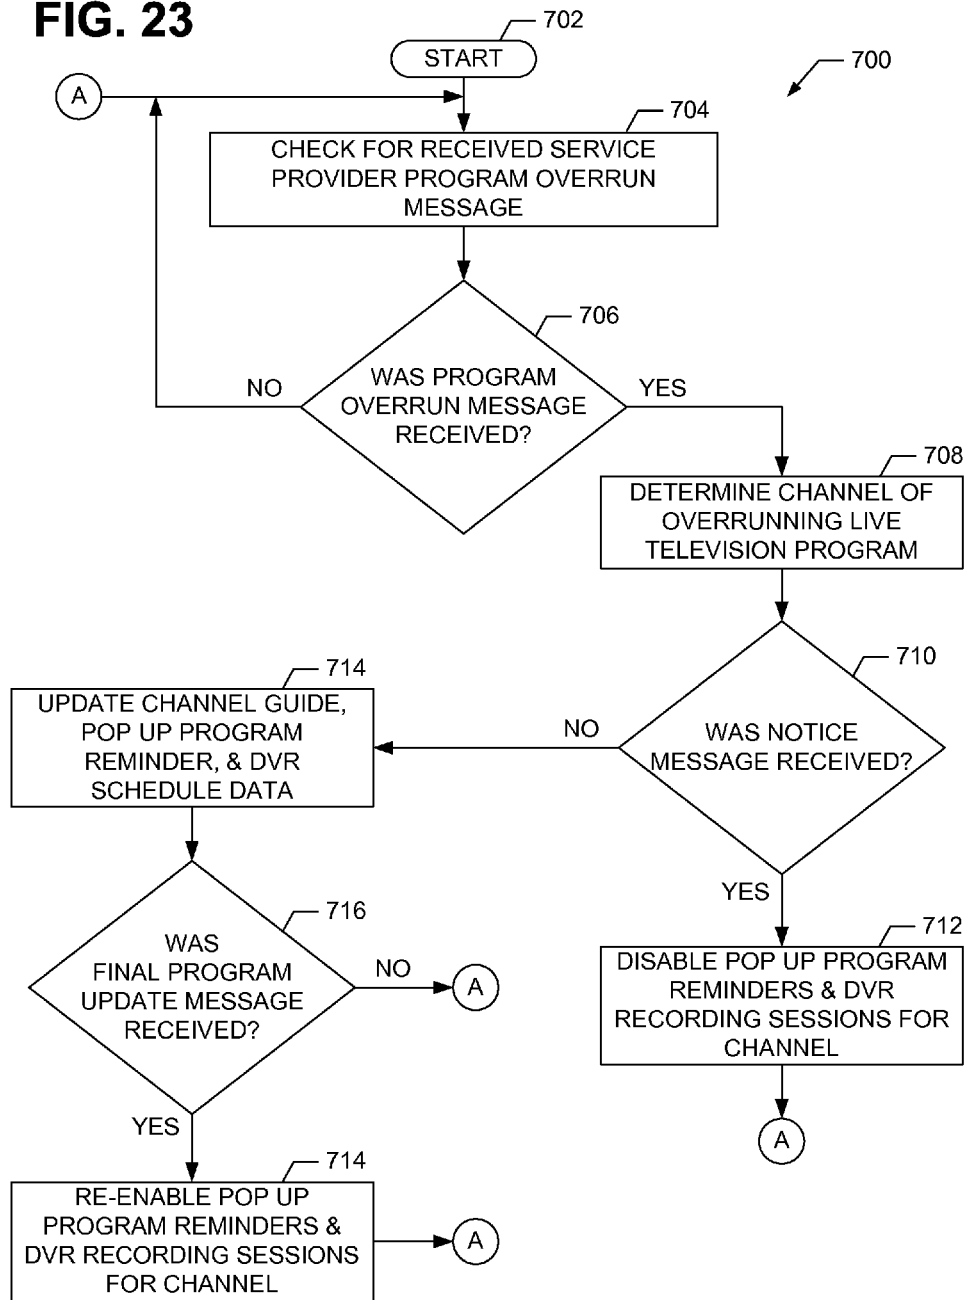 FIG. 23
702
START
700
A
704
CHECK FOR RECEIVED SERVICE
PROVIDER PROGRAM OVERRUN
MESSAGE
706
WAS PROGRAM
OVERRUN MESSAGE
RECEIVED?
NO
YES
708
DETERMINE CHANNEL OF
OVERRUNNING LIVE
TELEVISION PROGRAM
710
WAS NOTICE
MESSAGE RECEIVED?
NO
YES
714
UPDATE CHANNEL GUIDE,
POP UP PROGRAM
REMINDER, & DVR
SCHEDULE DATA
716
WAS
FINAL PROGRAM
UPDATE MESSAGE
RECEIVED?
NO
A
YES
712
DISABLE POP UP PROGRAM
REMINDERS & DVR
RECORDING SESSIONS FOR
CHANNEL
A
714
RE-ENABLE POP UP
PROGRAM REMINDERS &
DVR RECORDING SESSIONS
FOR CHANNEL
A